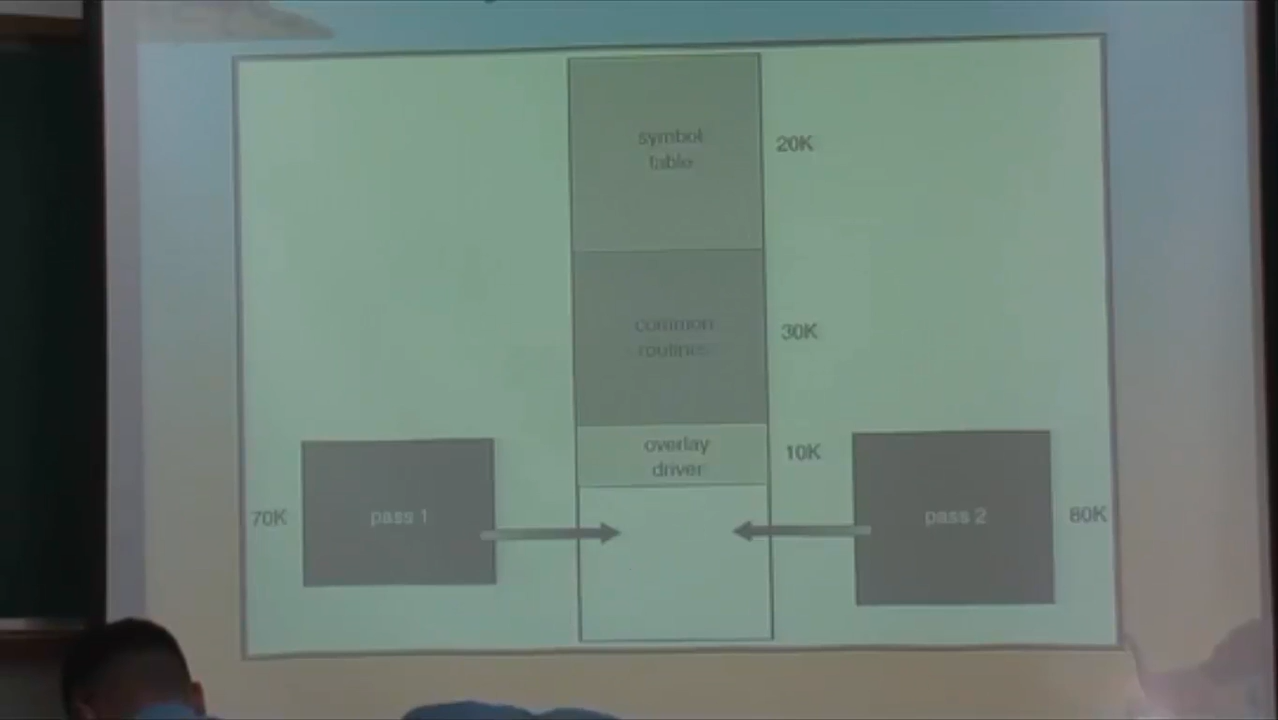 symbol
table
20K
common
routines
30K
overlay
driver
10K
70K
pass 1
pass 2
80K